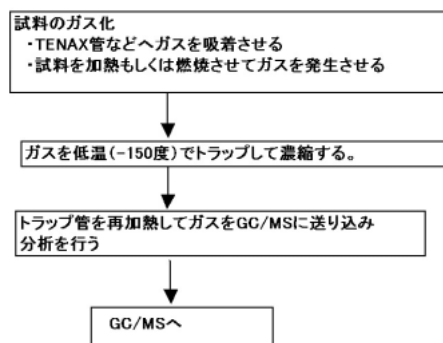 試料のガス化
・TENAX管などへガスを吸着させる
・試料を加熱もしくは燃焼させてガスを発生させる
ガスを低温(-150度)でトラップして濃縮する。
トラップ管を再加熱してガスをGC/MSに送り込み
分析を行う
GC/MSへ